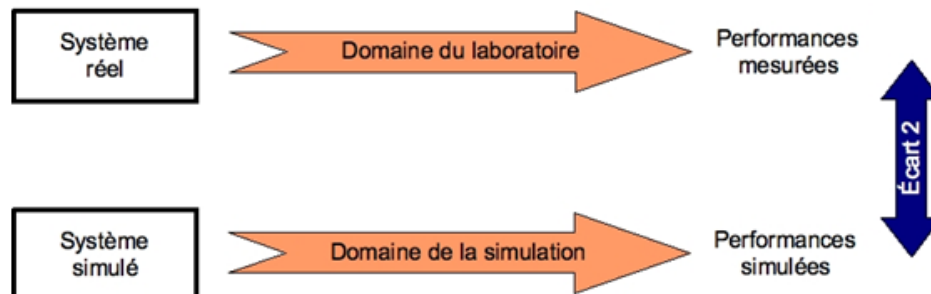 Système
réel
Domaine du laboratoire
Performances
mesurées
Écart 2
Système
simulé
Domaine de la simulation
Performances
simulées